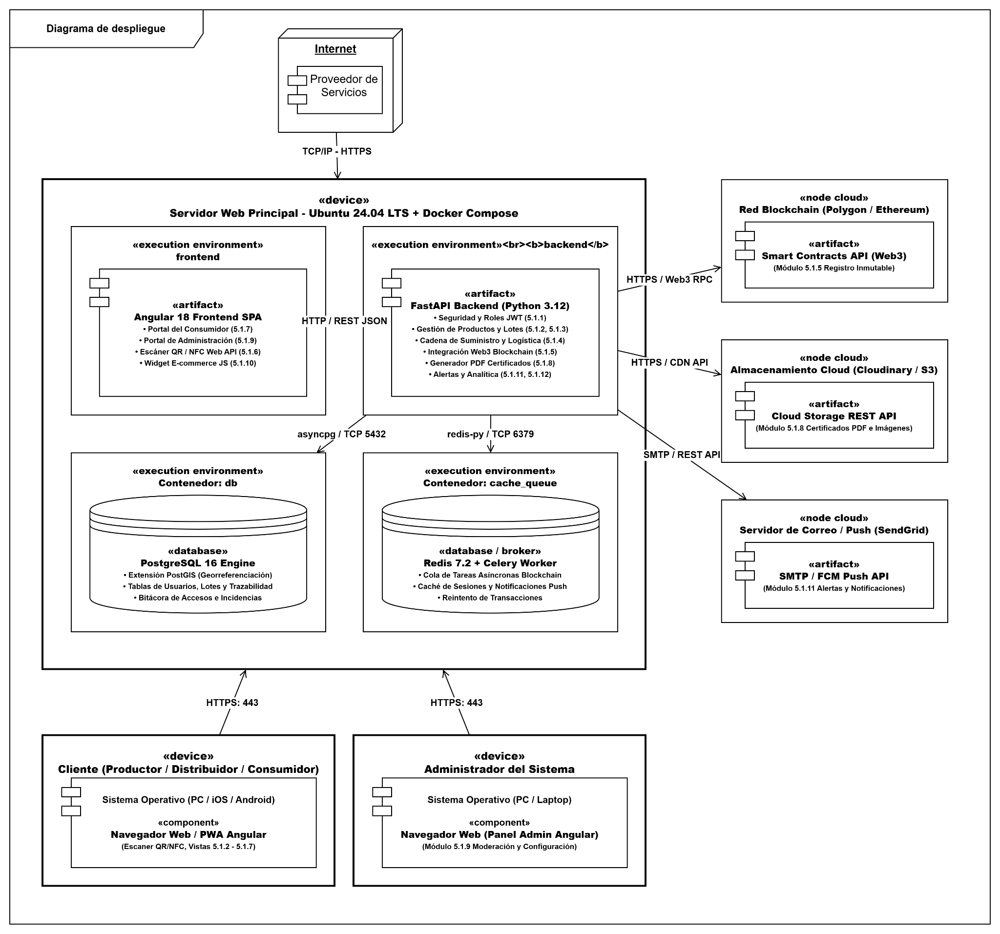 Diagrama de despliegue
Internet
Proveedor de
Servicios
TCP/IP - HTTPS
«device»
Servidor Web Principal - Ubuntu 24.04 LTS + Docker Compose
«execution environment»
frontend
«artifact»
Angular 18 Frontend SPA
• Portal del Consumidor (5.1.7)
• Portal de Administración (5.1.9)
• Escáner QR / NFC Web API (5.1.6)
• Widget E-commerce JS (5.1.10)
HTTP / REST JSON
«execution environment»<br><b>backend</b>
«artifact»
FastAPI Backend (Python 3.12)
• Seguridad y Roles JWT (5.1.1)
• Gestión de Productos y Lotes (5.1.2, 5.1.3)
• Cadena de Suministro y Logística (5.1.4)
• Integración Web3 Blockchain (5.1.5)
• Generador PDF Certificados (5.1.8)
• Alertas y Analítica (5.1.11, 5.1.12)
HTTPS / Web3 RPC
HTTPS / CDN API
SMTP / REST API
«node cloud»
Red Blockchain (Polygon / Ethereum)
«artifact»
Smart Contracts API (Web3)
(Módulo 5.1.5 Registro Inmutable)
«node cloud»
Almacenamiento Cloud (Cloudinary / S3)
«artifact»
Cloud Storage REST API
(Módulo 5.1.8 Certificados PDF e Imágenes)
«node cloud»
Servidor de Correo / Push (SendGrid)
«artifact»
SMTP / FCM Push API
(Módulo 5.1.11 Alertas y Notificaciones)
asyncpg / TCP 5432
redis-py / TCP 6379
«execution environment»
Contenedor: db
«database»
PostgreSQL 16 Engine
• Extensión PostGIS (Georreferenciación)
• Tablas de Usuarios, Lotes y Trazabilidad
• Bitácora de Accesos e Incidencias
«execution environment»
Contenedor: cache_queue
«database / broker»
Redis 7.2 + Celery Worker
• Cola de Tareas Asíncronas Blockchain
• Caché de Sesiones y Notificaciones Push
• Reintento de Transacciones
HTTPS: 443
HTTPS: 443
«device»
Cliente (Productor / Distribuidor / Consumidor)
Sistema Operativo (PC / iOS / Android)
«component»
Navegador Web / PWA Angular
(Escaner QR/NFC, Vistas 5.1.2 - 5.1.7)
«device»
Administrador del Sistema
Sistema Operativo (PC / Laptop)
«component»
Navegador Web (Panel Admin Angular)
(Módulo 5.1.9 Moderación y Configuración)